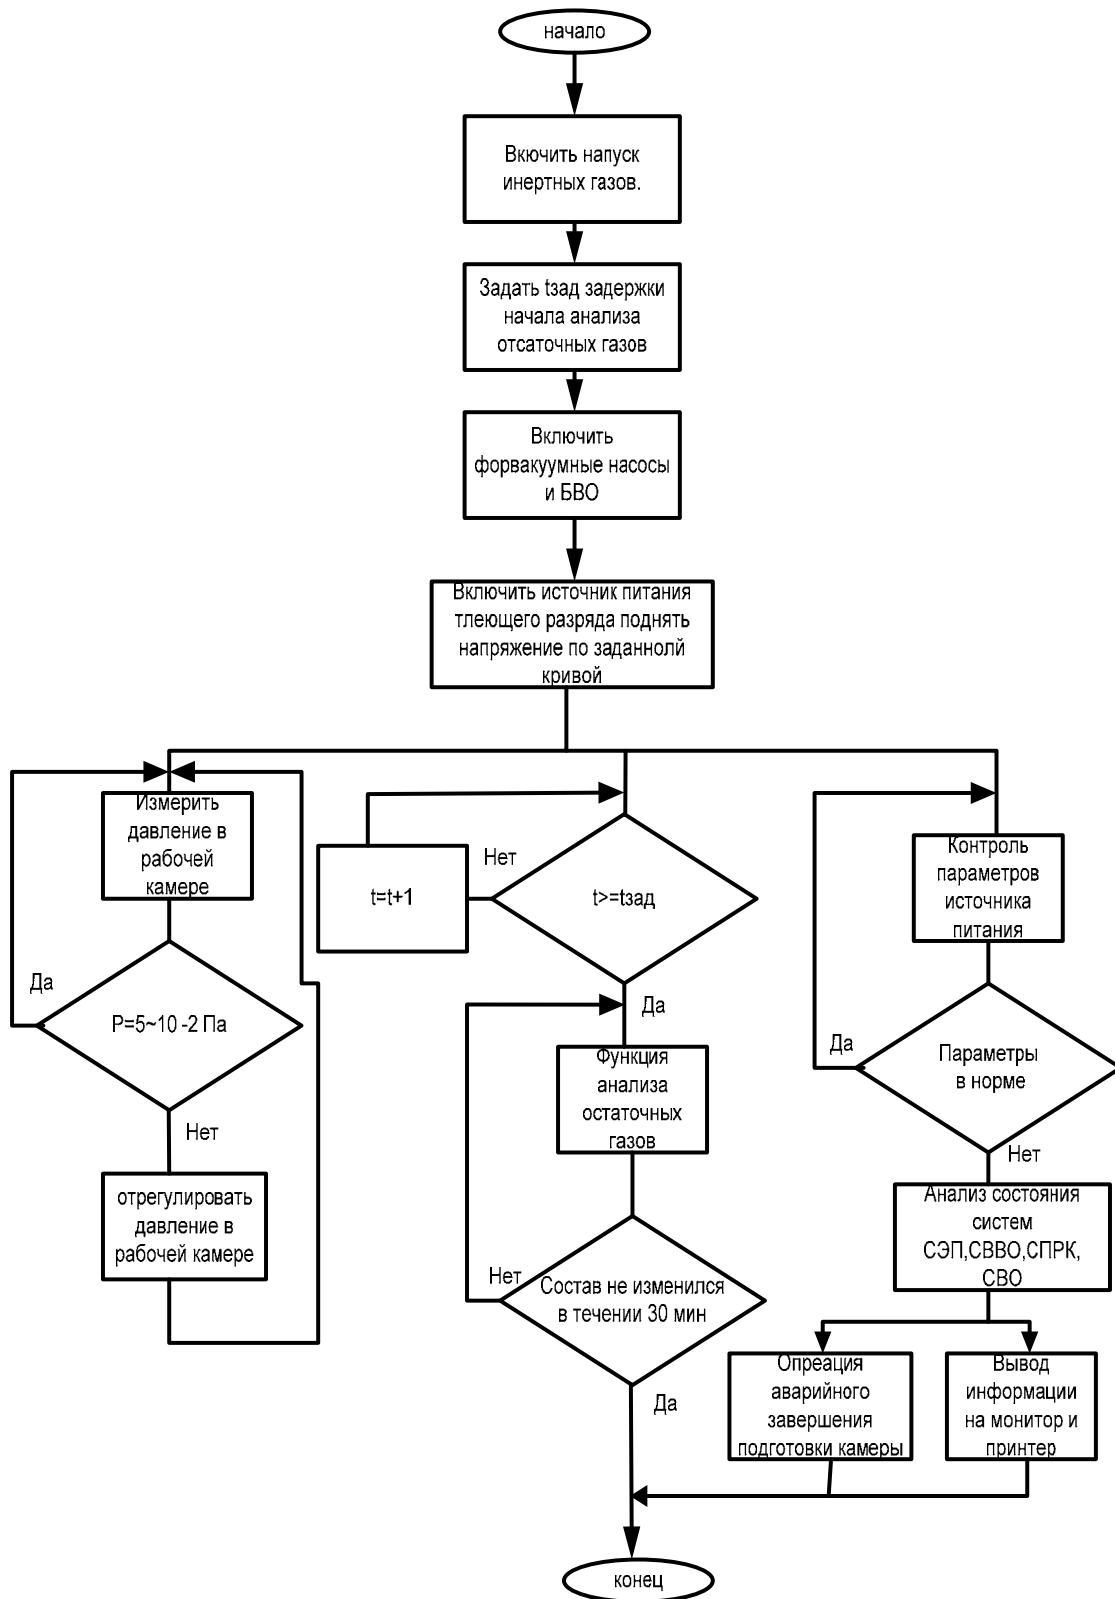 начало
Вкючить напуск
инертных газов.
Задать tзад задержки
начала анализа
отсаточных газов
Включить
форвакуумные насосы
и БВО
Включить источник питания
тлеющего разряда поднять
напряжение по заданнолй
кривой
Измерить
давление в
рабочей
камере
Да
P=5~10 -2 Па
Нет
отрегулировать
давление в
рабочей камере
Нет
t=t+1
t>=tзад
Да
Функция
анализа
остаточных
газов
Нет
Состав не изменился
в течении 30 мин
Да
Контроль
параметров
источника
питания
Да
Параметры
в норме
Нет
Анализ состояния
систем
СЭП,СВВО,СПРК,
СВО
Опреация
аварийного
завершения
подготовки камеры
Вывод
информации
на монитор и
принтер
конец